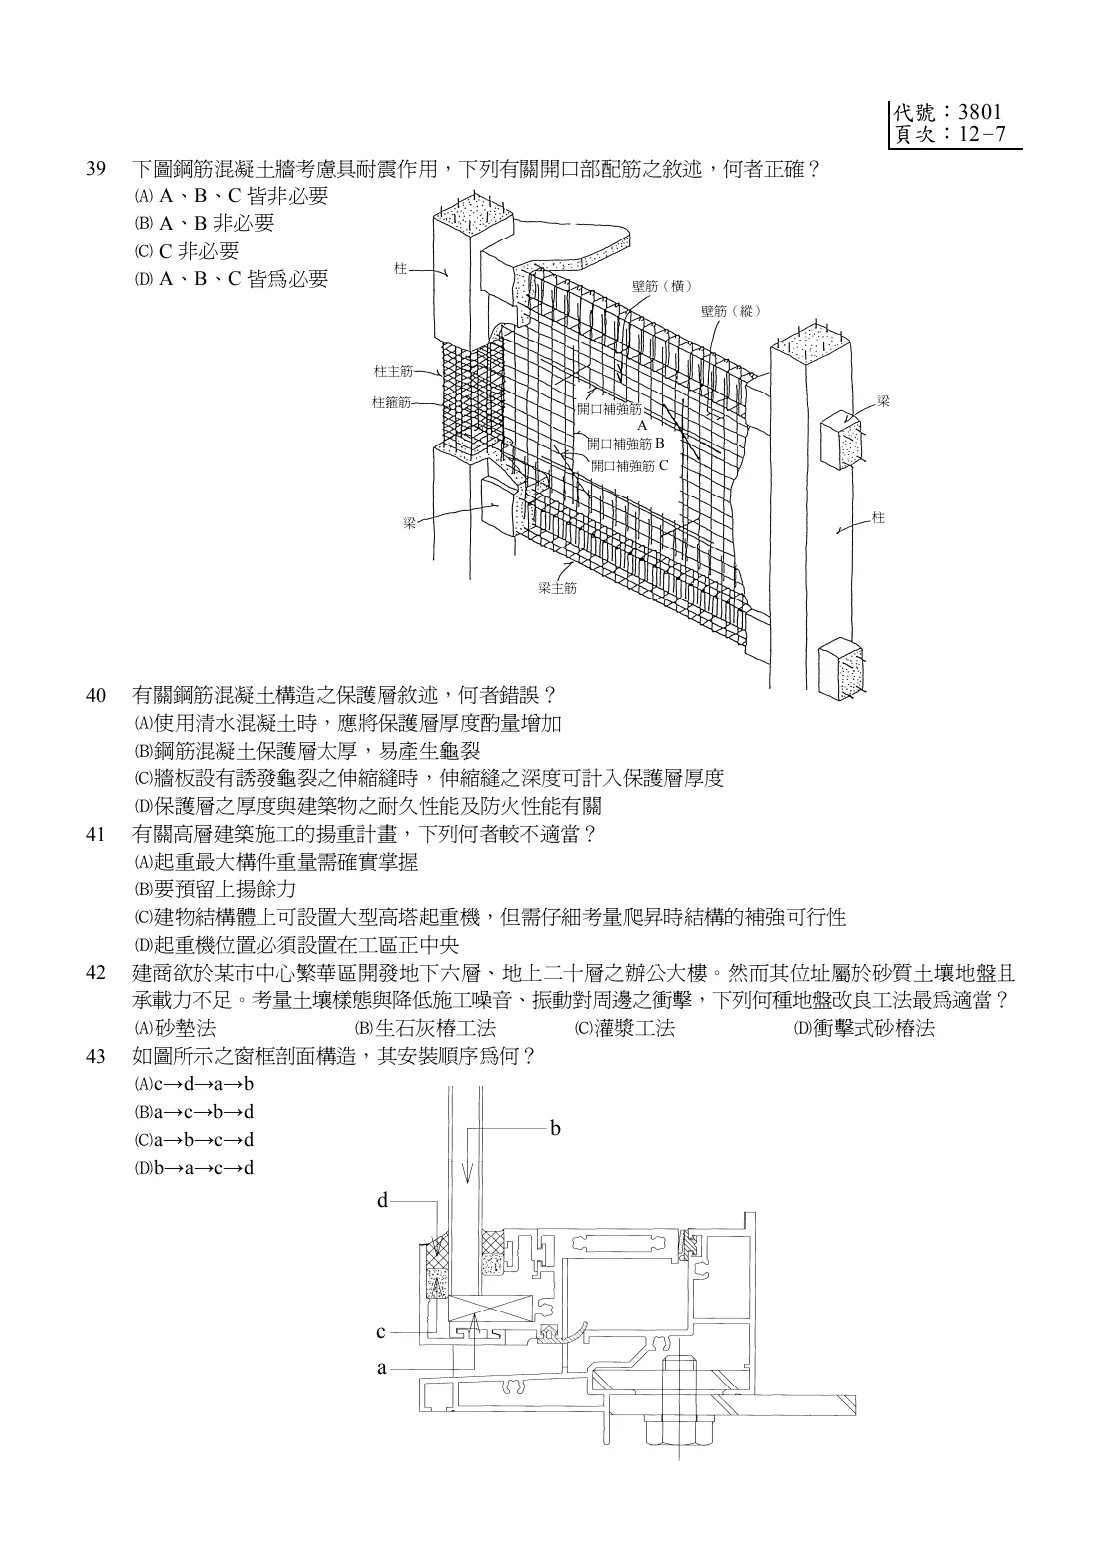 代號：3801
頁次：12－7
39 下圖鋼筋混凝土牆考慮具耐震作用，下列有關開口部配筋之敘述，何者正確？
(A) A、B、C 皆非必要
(B) A、B 非必要
(C) C 非必要
(D) A、B、C 皆為必要
柱
壁筋（橫）
壁筋（縱）
柱主筋
柱箍筋
開口補強筋
A
開口補強筋 B
開口補強筋 C
梁
梁
柱
梁主筋
40 有關鋼筋混凝土構造之保護層敘述，何者錯誤？
(A)使用清水混凝土時，應將保護層厚度酌量增加
(B)鋼筋混凝土保護層太厚，易產生龜裂
(C)牆板設有誘發龜裂之伸縮縫時，伸縮縫之深度可計入保護層厚度
(D)保護層之厚度與建築物之耐久性能及防火性能有關
41 有關高層建築施工的揚重計畫，下列何者較不適當？
(A)起重最大構件重量需確實掌握
(B)要預留上揚餘力
(C)建物結構體上可設置大型高塔起重機，但需仔細考量爬昇時結構的補強可行性
(D)起重機位置必須設置在工區正中央
42 建商欲於某市中心繁華區開發地下六層、地上二十層之辦公大樓。然而其位址屬於砂質土壤地盤且
承載力不足。考量土壤樣態與降低施工噪音、振動對周邊之衝擊，下列何種地盤改良工法最為適當？
(A)砂墊法 (B)生石灰樁工法 (C)灌漿工法 (D)衝擊式砂樁法
43 如圖所示之窗框剖面構造，其安裝順序為何？
(A)c→d→a→b
(B)a→c→b→d
(C)a→b→c→d
(D)b→a→c→d
b
d
c
a